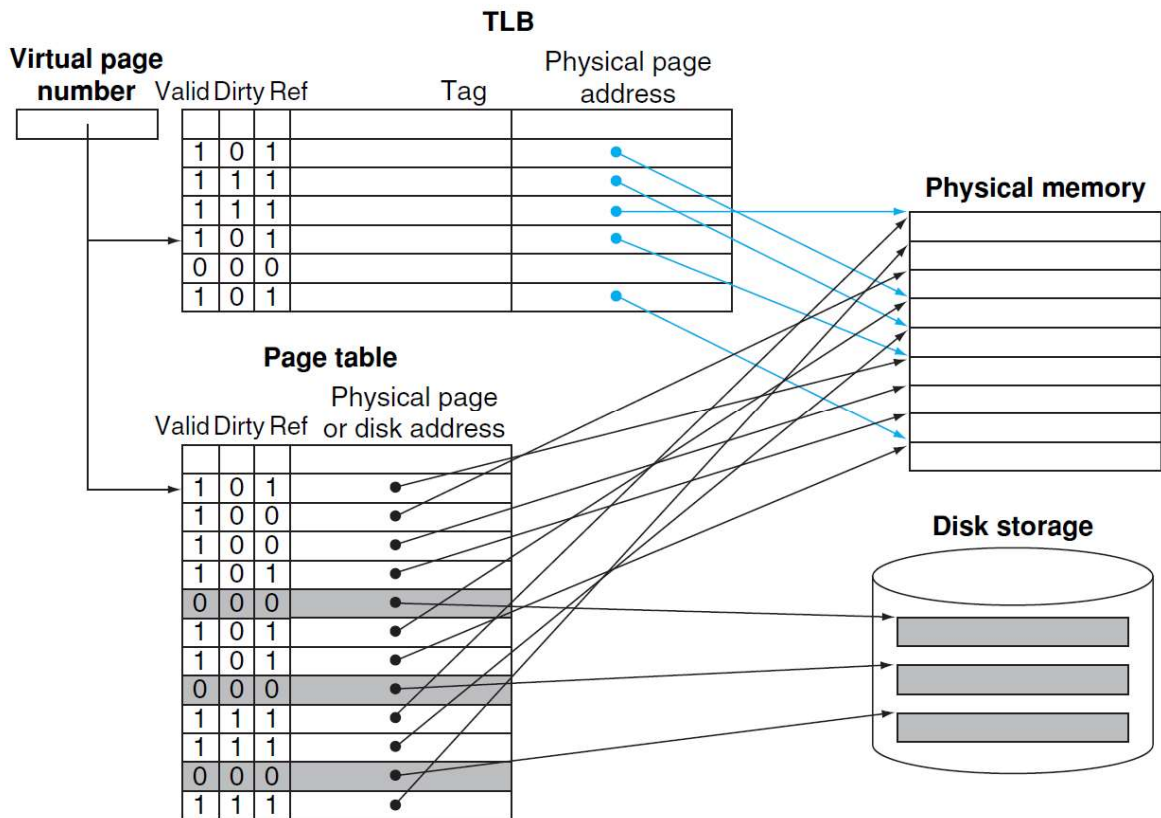 TLB
Virtual page
number
Valid Dirty Ref
Tag
Physical page
address
1 0 1
1 1 1
1 1 1
1 0 1
0 0 0
1 0 1
Physical memory
Page table
Valid Dirty Ref
Physical page
or disk address
1 0 1
1 0 0
1 0 0
1 0 1
0 0 0
1 0 1
1 0 1
0 0 0
1 1 1
1 1 1
0 0 0
1 1 1
Disk storage